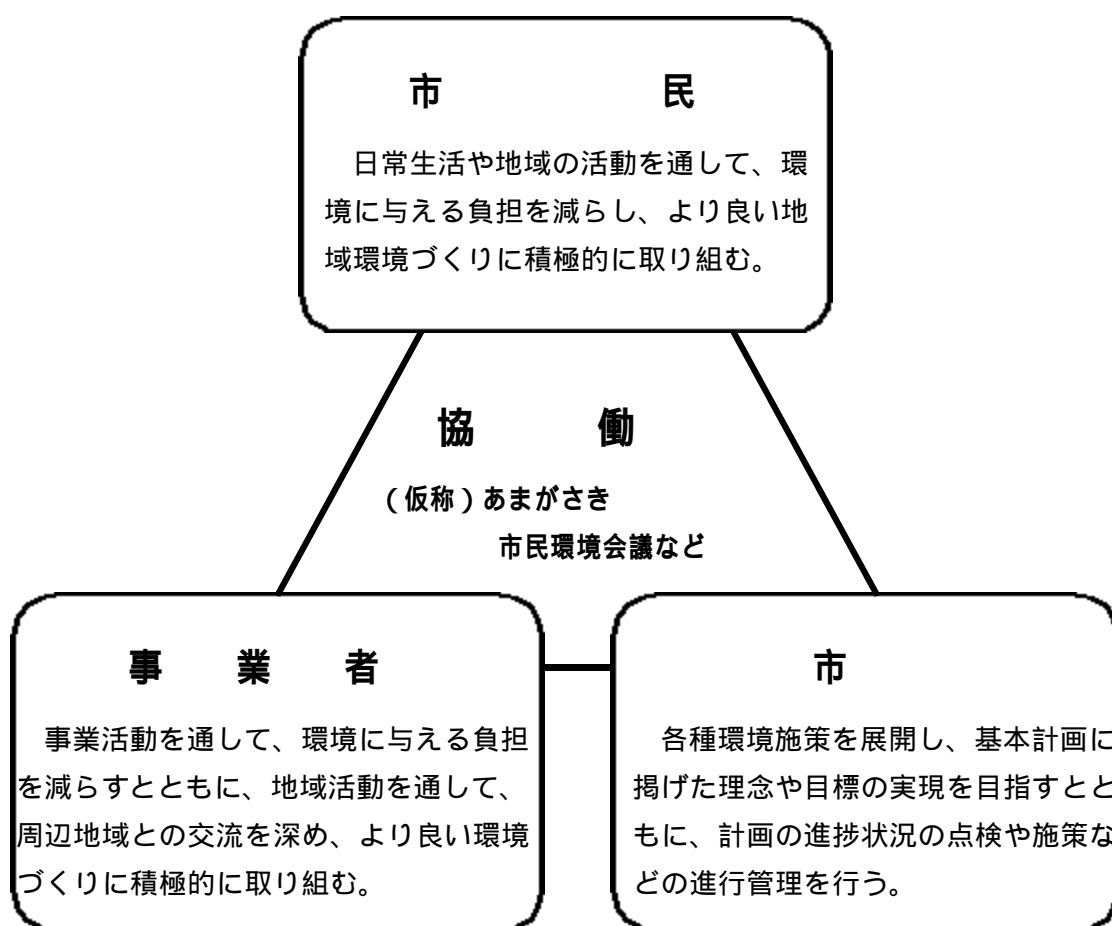 市民
日常生活や地域の活動を通して、環
境に与える負担を減らし、より良い地
域環境づくりに積極的に取り組む。
協働
（仮称）あまがさき
市民環境会議など
事業者
事業活動を通して、環境に与える負担
を減らすとともに、地域活動を通して、
周辺地域との交流を深め、より良い環境
づくりに積極的に取り組む。
市
各種環境施策を展開し、基本計画に
掲げた理念や目標の実現を目指すとと
もに、計画の進捗状況の点検や施策な
どの進行管理を行う。